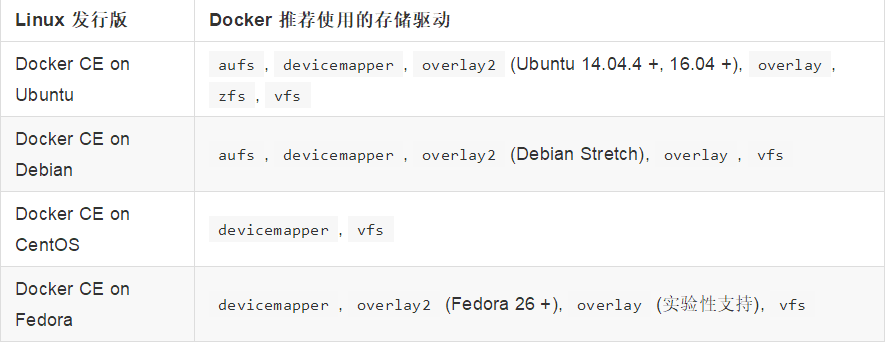 Linux 发行版 Docker 推荐使用的存储驱动
Docker CE on
Ubuntu
aufs , devicemapper , overlay2 (Ubuntu 14.04.4 +, 16.04 +), overlay ,
zfs , vfs
Docker CE on
Debian
aufs , devicemapper , overlay2 (Debian Stretch), overlay , vfs
Docker CE on
CentOS
devicemapper , vfs
Docker CE on
Fedora
devicemapper , overlay2 (Fedora 26 +), overlay (实验性支持), vfs